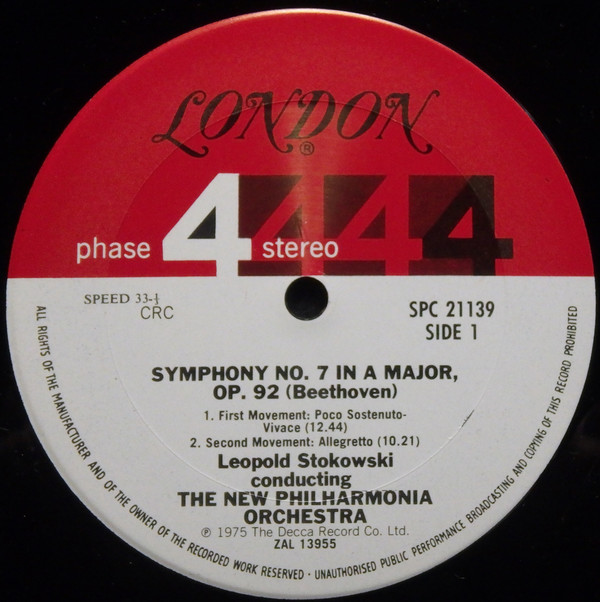 LONDON
®
phase 4 stereo 4 4 4
SPEED 33-⅓
CRC
SPC 21139
SIDE 1
SYMPHONY NO. 7 IN A MAJOR,
OP. 92 (Beethoven)
1. First Movement: Poco Sostenuto-
Vivace (12.44)
2. Second Movement: Allegretto (10.21)
Leopold Stokowski
conducting
THE NEW PHILHARMONIA
ORCHESTRA
℗ 1975 The Decca Record Co. Ltd.
ZAL 13955
ALL RIGHTS OF THE MANUFACTURER AND OF THE OWNER OF THE RECORDED WORK RESERVED · UNAUTHORISED PUBLIC PERFORMANCE BROADCASTING AND COPYING OF THIS RECORD PROHIBITED